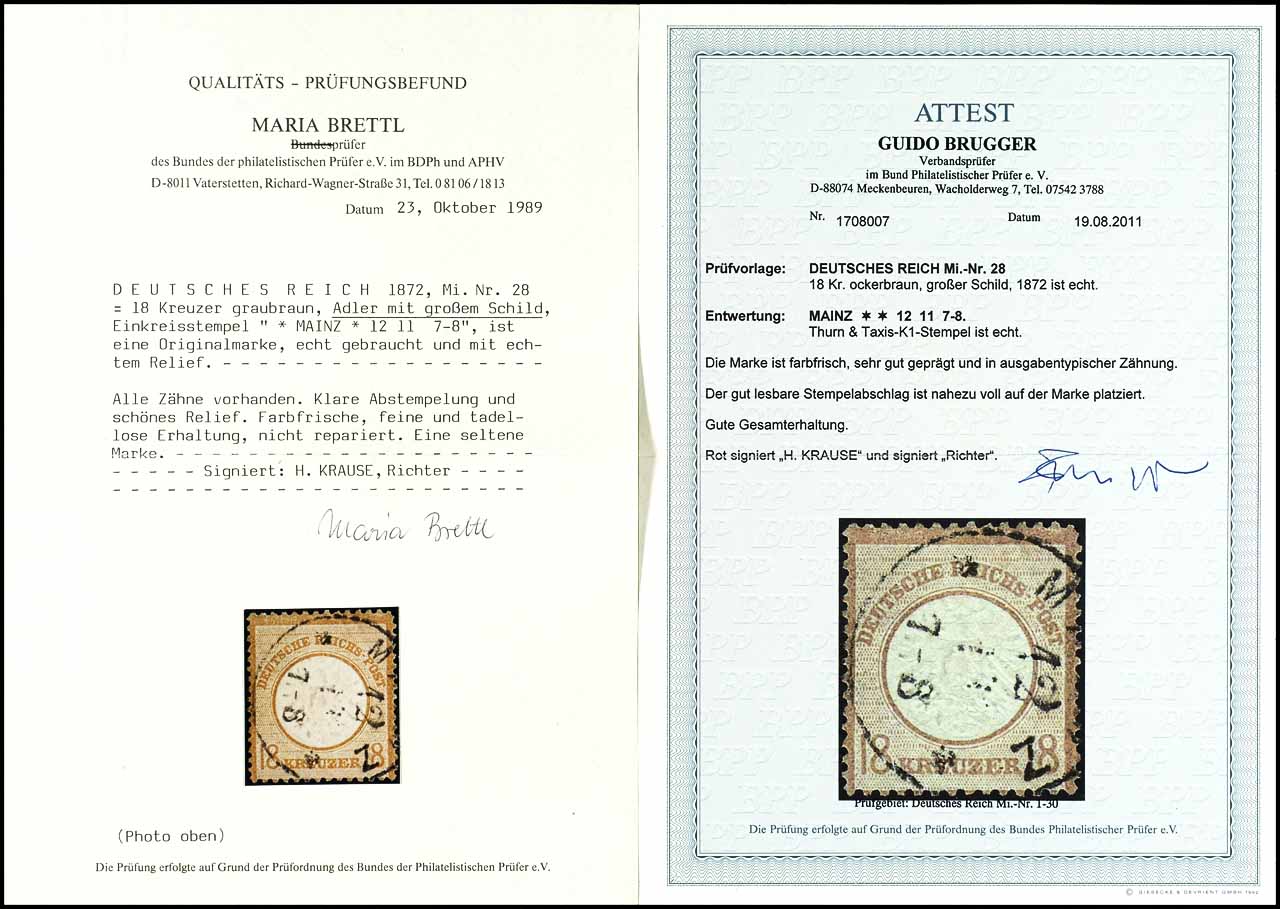 QUALITÄTS - PRÜFUNGSBEFUND
MARIA BRETTL
Bundesprüfer
des Bundes der philatelistischen Prüfer e.V. im BDPh und APHV
D-8011 Vaterstetten, Richard-Wagner-Straße 31, Tel. 0 81 06 / 18 13
Datum 23, Oktober 1989
DEUTSCHES REICH 1872, Mi. Nr. 28
= 18 Kreuzer graubraun, Adler mit großem Schild,
Einkreisstempel " * MAINZ * 12 11 7-8", ist
eine Originalmarke, echt gebraucht und mit ech-
tem Relief. - - - - - - - - - - - - - - - - - -
Alle Zähne vorhanden. Klare Abstempelung und
schönes Relief. Farbfrische, feine und tadel-
lose Erhaltung, nicht repariert. Eine seltene
Marke. - - - - - - - - - - - - - - - - - - - -
- - - - - Signiert: H. KRAUSE, Richter - - - -
- - - - - - - - - - - - - - - - - - - - - - -
Maria Brettl
DEUTSCHE REICHS-POST
M
12
7-8
Z
18 18
KREUZER
(Photo oben)
Die Prüfung erfolgte auf Grund der Prüfordnung des Bundes der Philatelistischen Prüfer e.V.
ATTEST
GUIDO BRUGGER
Verbandsprüfer
im Bund Philatelistischer Prüfer e. V.
D-88074 Meckenbeuren, Wacholderweg 7, Tel. 07542 3788
Nr. 1708007 Datum 19.08.2011
Prüfvorlage: DEUTSCHES REICH Mi.-Nr. 28
18 Kr. ockerbraun, großer Schild, 1872 ist echt.
Entwertung: MAINZ ✶ ✶ 12 11 7-8.
Thurn & Taxis-K1-Stempel ist echt.
Die Marke ist farbfrisch, sehr gut geprägt und in ausgabentypischer Zähnung.
Der gut lesbare Stempelabschlag ist nahezu voll auf der Marke platziert.
Gute Gesamterhaltung.
Rot signiert „H. KRAUSE“ und signiert „Richter“.
DEUTSCHE REICHS-POST
M
12
7-8
Z
18 18
KREUZER
Prüfgebiet: Deutsches Reich Mi.-Nr. 1-30
Die Prüfung erfolgte auf Grund der Prüfordnung des Bundes Philatelistischer Prüfer e.V.
BPP
© GIESECKE & DEVRIENT GMBH